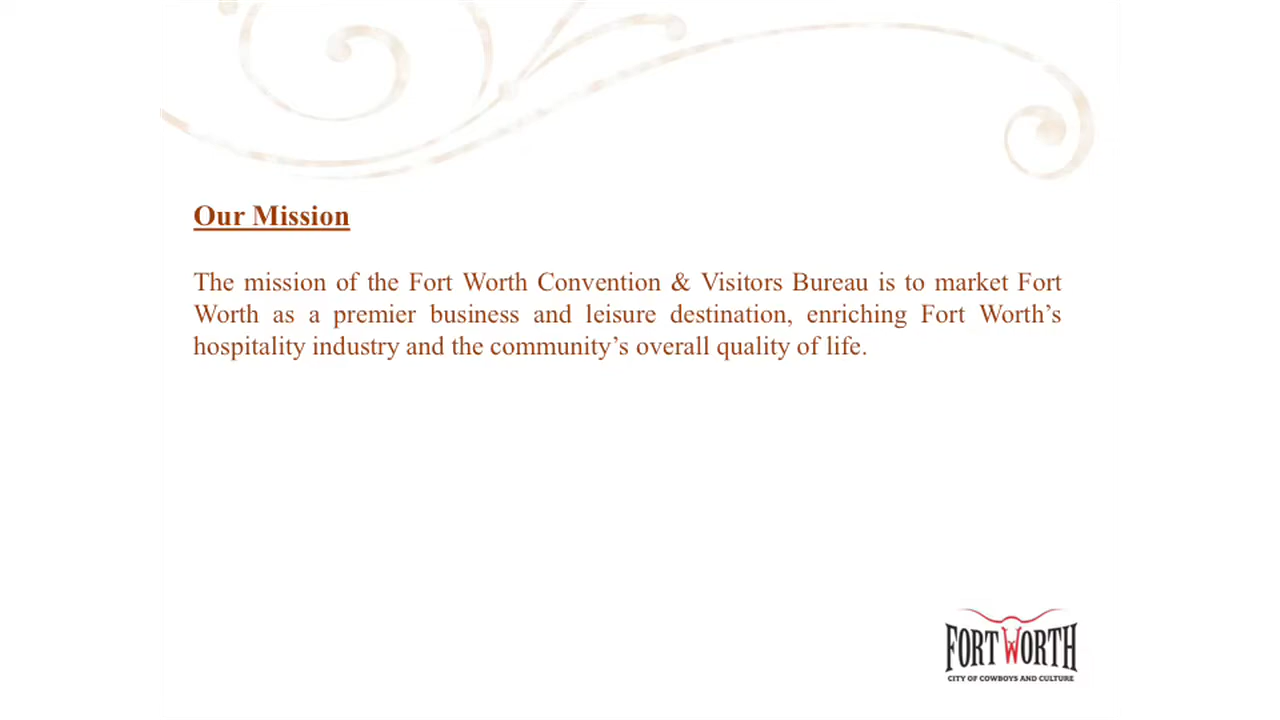 Our Mission
The mission of the Fort Worth Convention & Visitors Bureau is to market Fort
Worth as a premier business and leisure destination, enriching Fort Worth’s
hospitality industry and the community’s overall quality of life.
FORT WORTH
CITY OF COWBOYS AND CULTURE